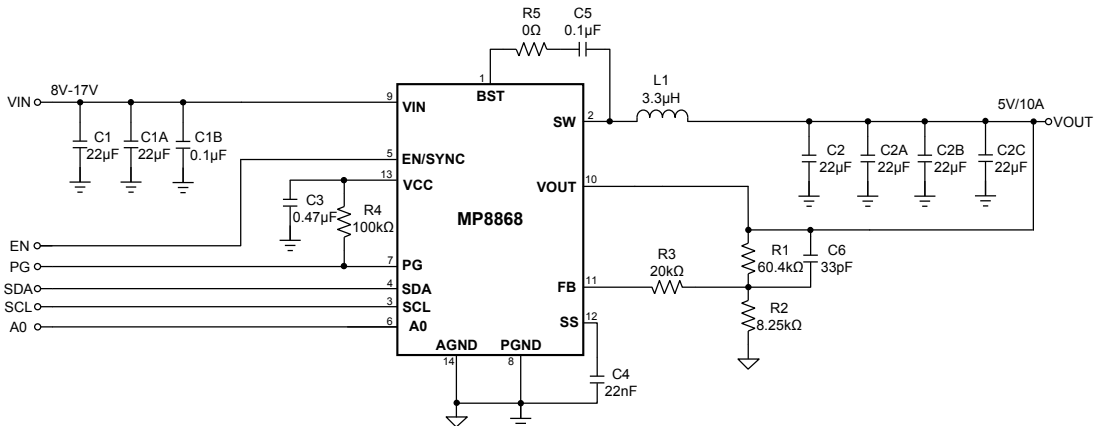 R5
0Ω
C5
0.1µF
1
BST
8V-17V
VIN
9
VIN
C1
22µF
C1A
22µF
C1B
0.1µF
SW
2
L1
3.3µH
5V/10A
VOUT
C2
22µF
C2A
22µF
C2B
22µF
C2C
22µF
5
EN/SYNC
13
VCC
C3
0.47µF
R4
100kΩ
VOUT
10
MP8868
EN
PG
7
PG
SDA
4
SDA
SCL
3
SCL
A0
6
A0
R1
60.4kΩ
C6
33pF
FB
11
R3
20kΩ
R2
8.25kΩ
SS
12
C4
22nF
AGND
14
PGND
8